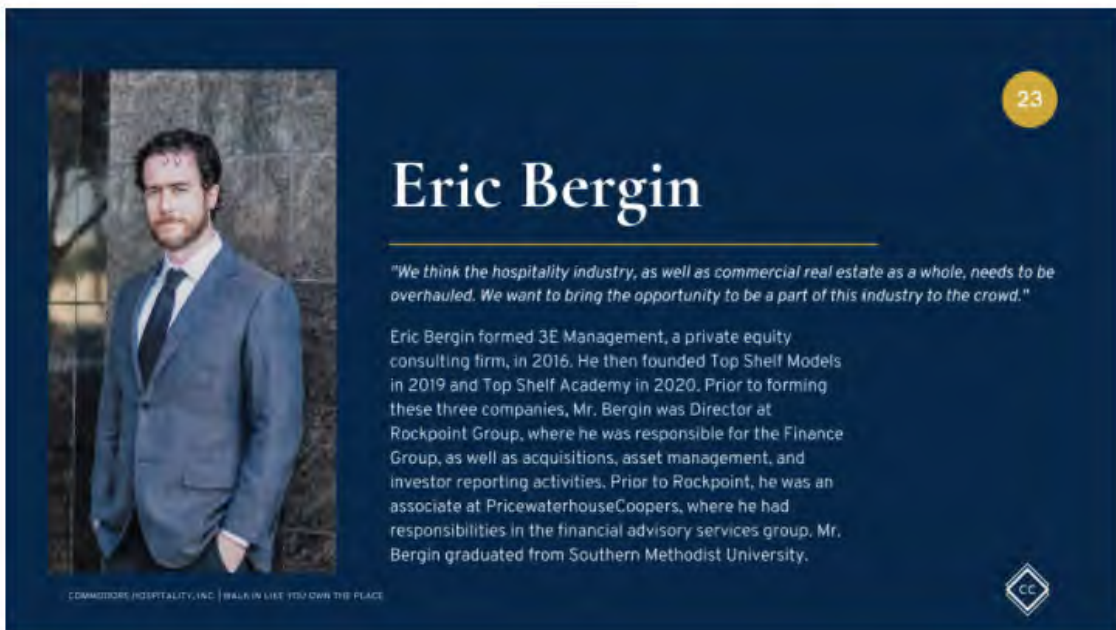 23
Eric Bergin
"We think the hospitality industry, as well as commercial real estate as a whole, needs to be
overhauled. We want to bring the opportunity to be a part of this industry to the crowd."
Eric Bergin formed 3E Management, a private equity
consulting firm, in 2016. He then founded Top Shelf Models
in 2019 and Top Shelf Academy in 2020. Prior to forming
these three companies, Mr. Bergin was Director at
Rockpoint Group, where he was responsible for the Finance
Group, as well as acquisitions, asset management, and
investor reporting activities. Prior to Rockpoint, he was an
associate at PricewaterhouseCoopers, where he had
responsibilities in the financial advisory services group. Mr.
Bergin graduated from Southern Methodist University.
COMMODORE HOSPITALITY, INC. | WALK IN LIKE YOU OWN THE PLACE
CC